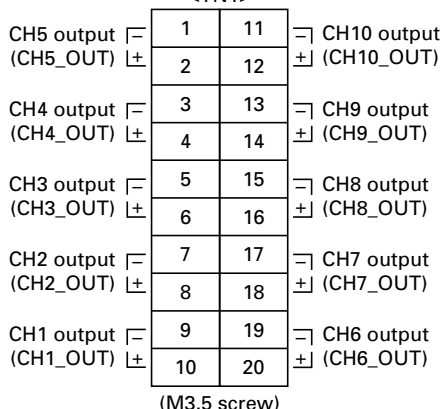 CH5 output − 1 11 − CH10 output
(CH5_OUT) + 2 12 + (CH10_OUT)
CH4 output − 3 13 − CH9 output
(CH4_OUT) + 4 14 + (CH9_OUT)
CH3 output − 5 15 − CH8 output
(CH3_OUT) + 6 16 + (CH8_OUT)
CH2 output − 7 17 − CH7 output
(CH2_OUT) + 8 18 + (CH7_OUT)
CH1 output − 9 19 − CH6 output
(CH1_OUT) + 10 20 + (CH6_OUT)
(M3.5 screw)